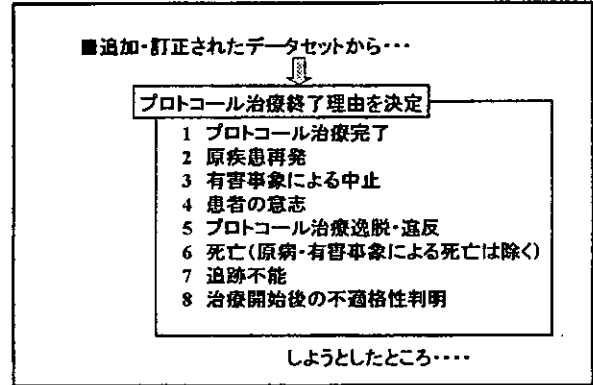 ■追加・訂正されたデータセットから・・・
プロトコール治療終了理由を決定
1 プロトコール治療完了
2 原疾患再発
3 有害事象による中止
4 患者の意志
5 プロトコール治療逸脱・違反
6 死亡(原病・有害事象による死亡は除く)
7 追跡不能
8 治療開始後の不適格性判明
しようとしたところ・・・・